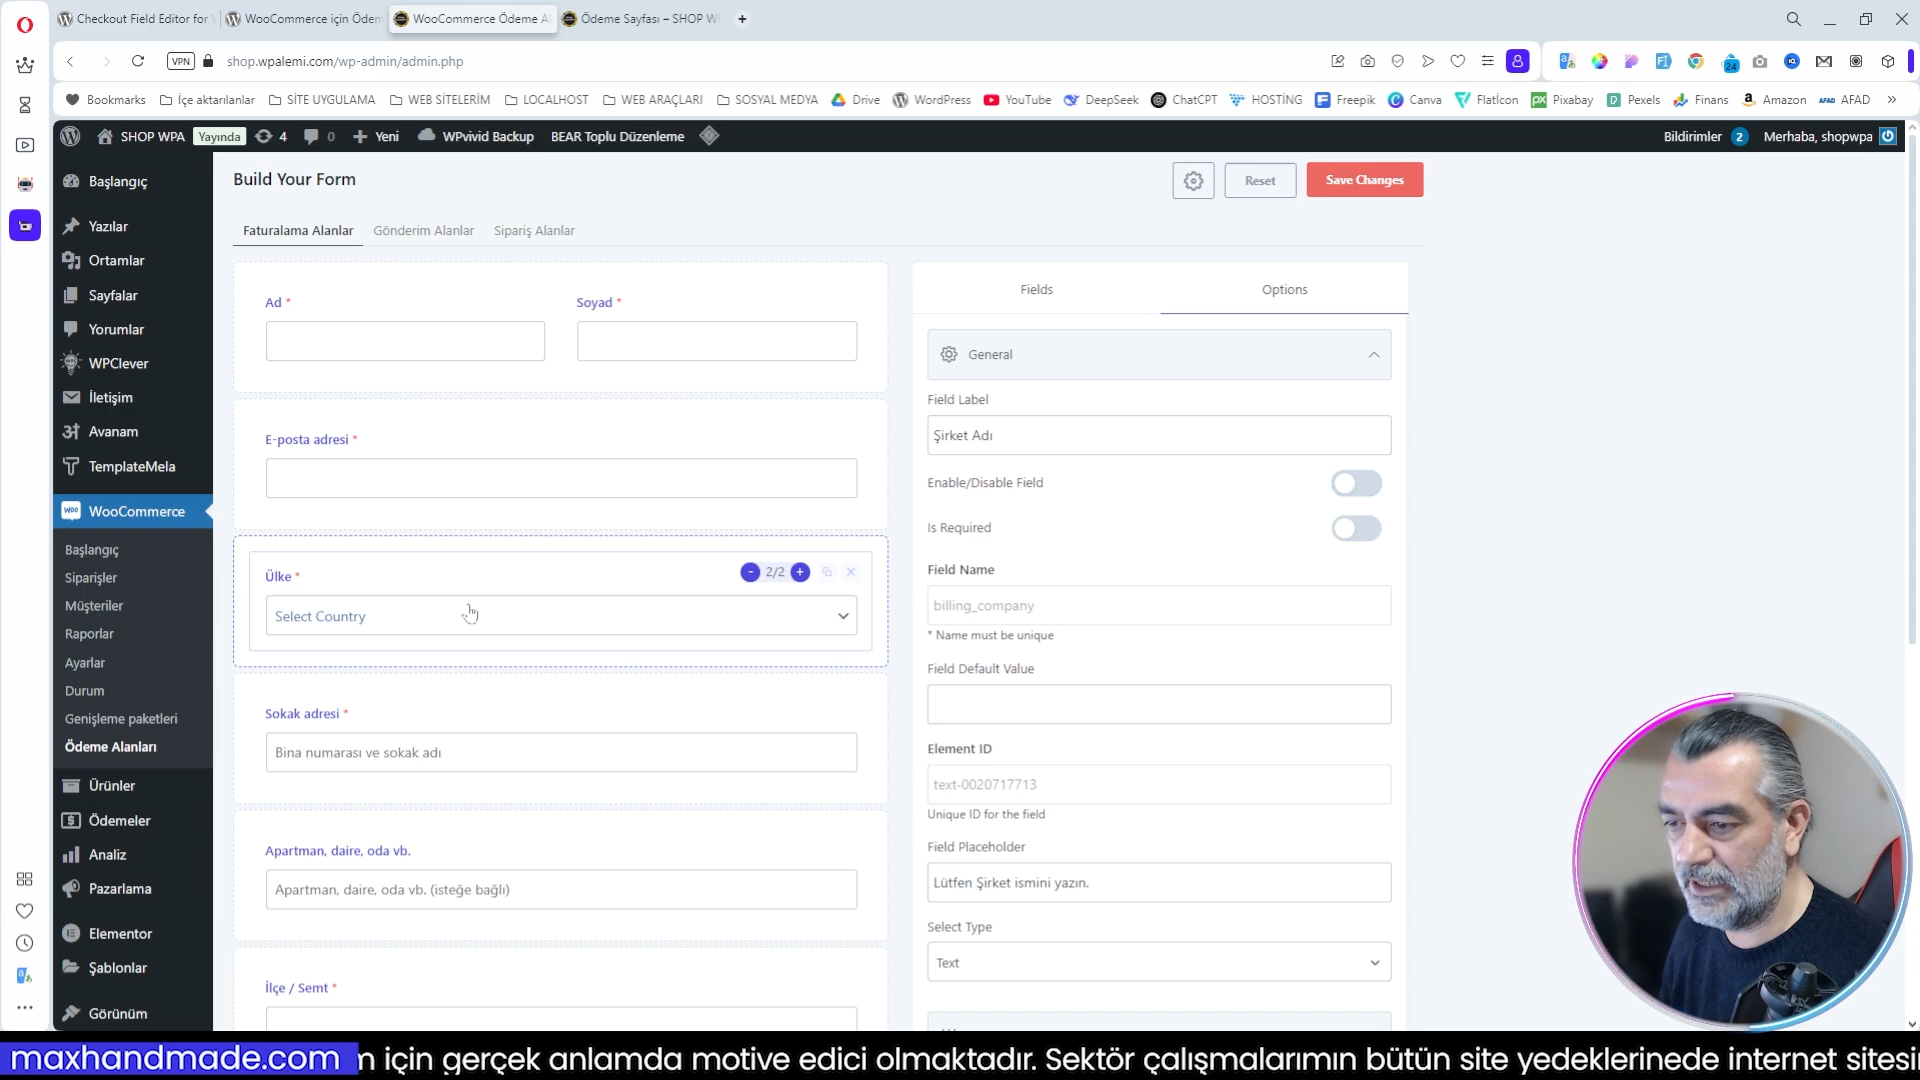 Checkout Field Editor for
WooCommerce için Ödem
WooCommerce Ödeme A
Ödeme Sayfası – SHOP W
VPN
shop.wpalemi.com/wp-admin/admin.php
24
Bookmarks
İçe aktarılanlar
SİTE UYGULAMA
WEB SİTELERİM
LOCALHOST
WEB ARAÇLARI
SOSYAL MEDYA
Drive
WordPress
YouTube
DeepSeek
ChatCPT
HOSTİNG
Freepik
Canva
FlatIcon
Pixabay
Pexels
Finans
Amazon
AFAD
SHOP WPA
Yayında
4
0
Yeni
WPvivid Backup
BEAR Toplu Düzenleme
Bildirimler 2
Merhaba, shopwpa
Başlangıç
Yazılar
Ortamlar
Sayfalar
Yorumlar
WPClever
İletişim
Avanam
TemplateMela
WooCommerce
Başlangıç
Siparişler
Müşteriler
Raporlar
Ayarlar
Durum
Genişleme paketleri
Ödeme Alanları
Ürünler
Ödemeler
Analiz
Pazarlama
Elementor
Şablonlar
Görünüm
Build Your Form
Reset
Save Changes
Faturalama Alanlar
Gönderim Alanlar
Sipariş Alanlar
Ad *
Soyad *
E-posta adresi *
Ülke *
- 2/2 +
Select Country
Sokak adresi *
Bina numarası ve sokak adı
Apartman, daire, oda vb.
Apartman, daire, oda vb. (isteğe bağlı)
İlçe / Semt *
Fields
Options
General
Field Label
Şirket Adı
Enable/Disable Field
Is Required
Field Name
billing_company
* Name must be unique
Field Default Value
Element ID
text-0020717713
Unique ID for the field
Field Placeholder
Lütfen Şirket ismini yazın.
Select Type
Text
maxhandmade.com
m için gerçek anlamda motive edici olmaktadır. Sektör çalışmalarımın bütün site yedeklerinede internet sitesi